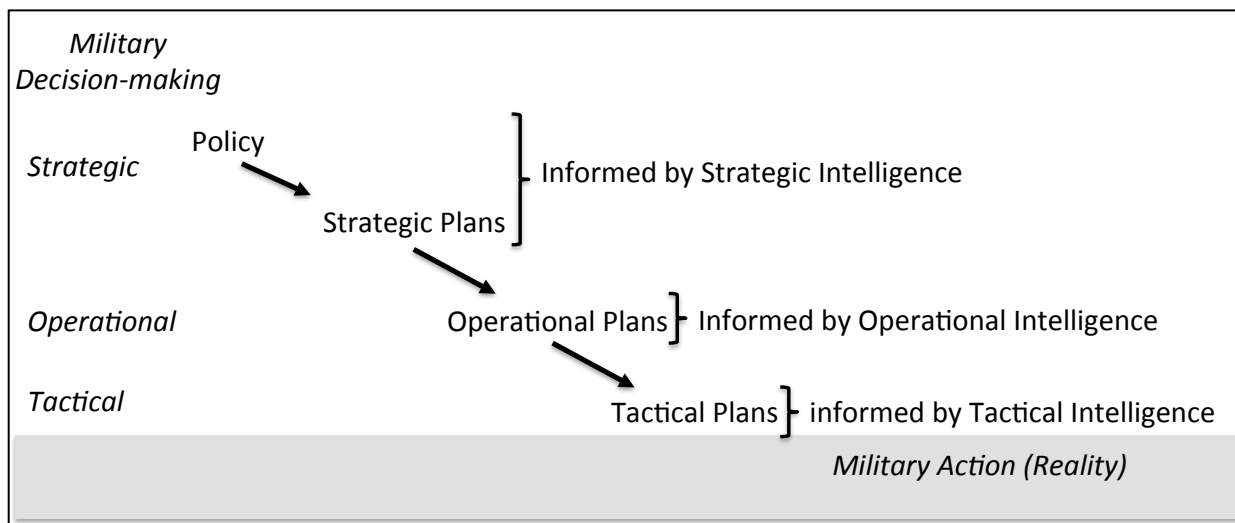 Military
Decision-making
Policy
Strategic
Informed by Strategic Intelligence
Strategic Plans
Operational
Operational Plans
Informed by Operational Intelligence
Tactical
Tactical Plans
informed by Tactical Intelligence
Military Action (Reality)